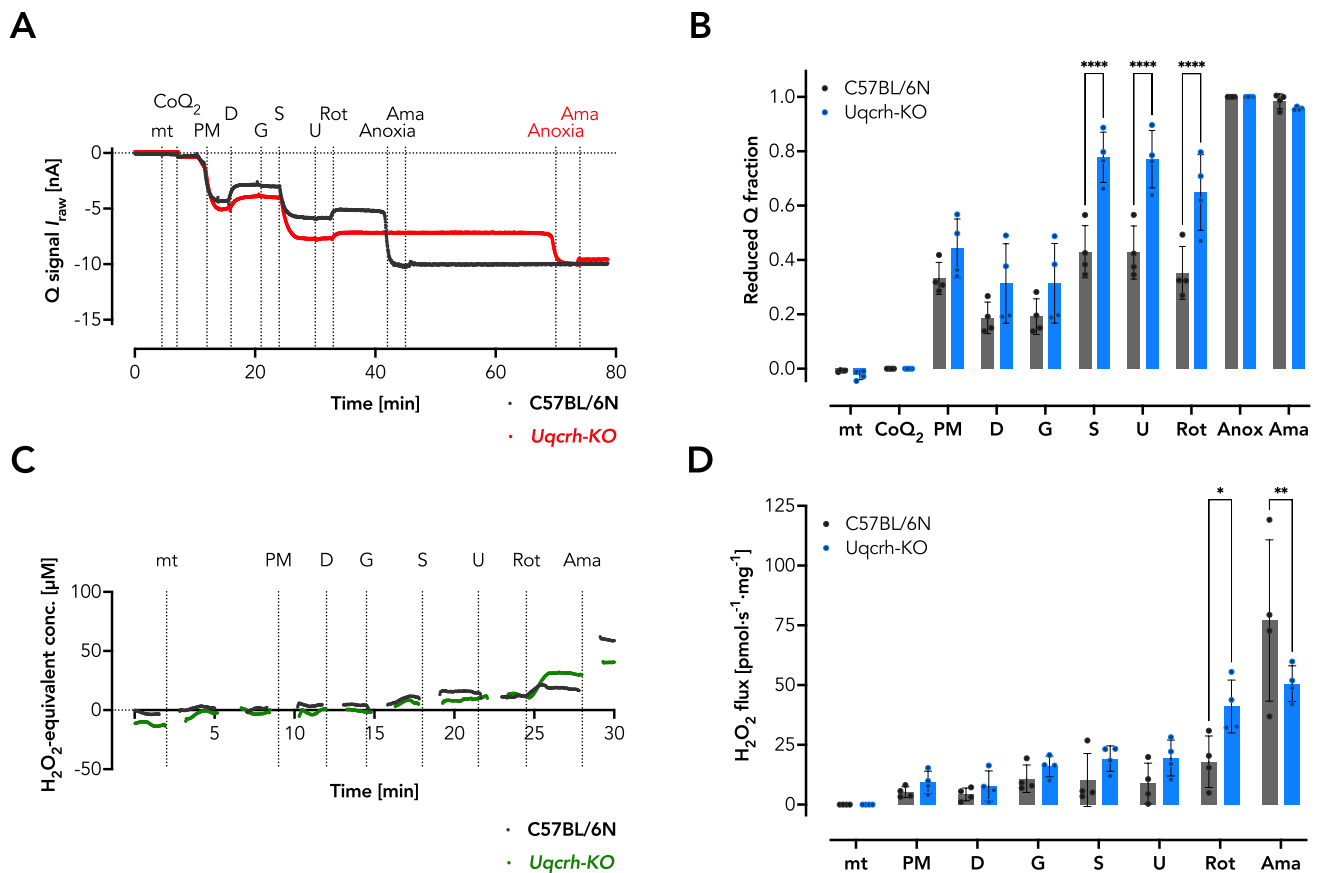 A
CoQ2 D S Rot Ama Ama
mt PM G U Anoxia Anoxia
Q signal Iraw [nA]
0
-5
-10
-15
0 20 40 60 80
Time [min]
C57BL/6N
Uqcrh-KO
B
**** **** ****
C57BL/6N
Uqcrh-KO
Reduced Q fraction
1.0
0.8
0.6
0.4
0.2
0.0
mt CoQ2 PM D G S U Rot Anox Ama
C
mt PM D G S U Rot Ama
H2O2-equivalent conc. [µM]
100
50
0
-50
5 10 15 20 25 30
Time [min]
C57BL/6N
Uqcrh-KO
D
* **
C57BL/6N
Uqcrh-KO
H2O2 flux [pmol·s-1·mg-1]
125
100
75
50
25
0
mt PM D G S U Rot Ama